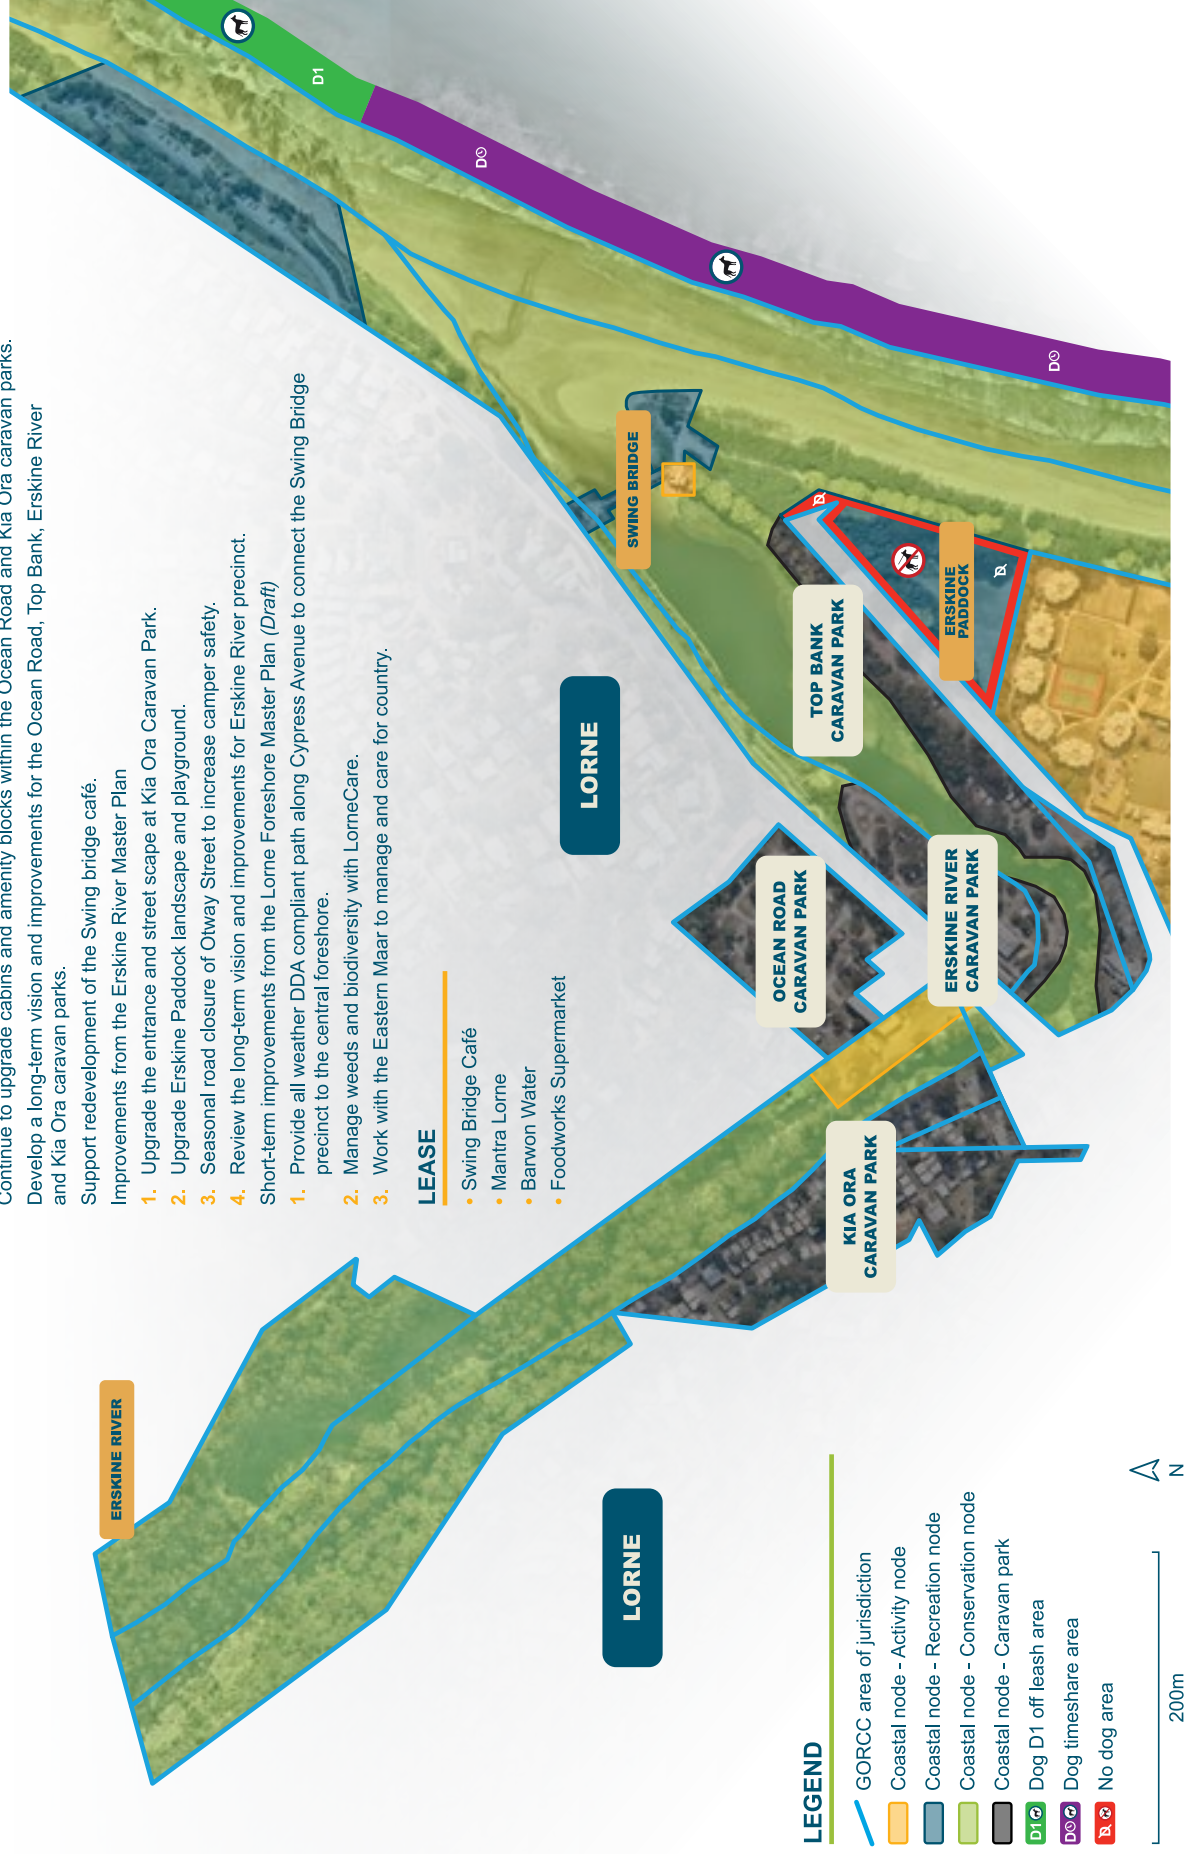 Continue to upgrade cabins and amenity blocks within the Ocean Road and Kia Ora caravan parks.
Develop a long-term vision and improvements for the Ocean Road, Top Bank, Erskine River
and Kia Ora caravan parks.
Support redevelopment of the Swing bridge café.
Improvements from the Erskine River Master Plan
1. Upgrade the entrance and street scape at Kia Ora Caravan Park.
2. Upgrade Erskine Paddock landscape and playground.
3. Seasonal road closure of Otway Street to increase camper safety.
4. Review the long-term vision and improvements for Erskine River precinct.
Short-term improvements from the Lorne Foreshore Master Plan (Draft)
1. Provide all weather DDA compliant path along Cypress Avenue to connect the Swing Bridge
precinct to the central foreshore.
2. Manage weeds and biodiversity with LorneCare.
3. Work with the Eastern Maar to manage and care for country.
LEASE
• Swing Bridge Café
• Mantra Lorne
• Barwon Water
• Foodworks Supermarket
ERSKINE RIVER
LORNE
LORNE
KIA ORA
CARAVAN PARK
OCEAN ROAD
CARAVAN PARK
ERSKINE RIVER
CARAVAN PARK
TOP BANK
CARAVAN PARK
SWING BRIDGE
ERSKINE
PADDOCK
D1
D
D
D
D
LEGEND
GORCC area of jurisdiction
Coastal node - Activity node
Coastal node - Recreation node
Coastal node - Conservation node
Coastal node - Caravan park
D1 Dog D1 off leash area
D Dog timeshare area
D No dog area
200m
N